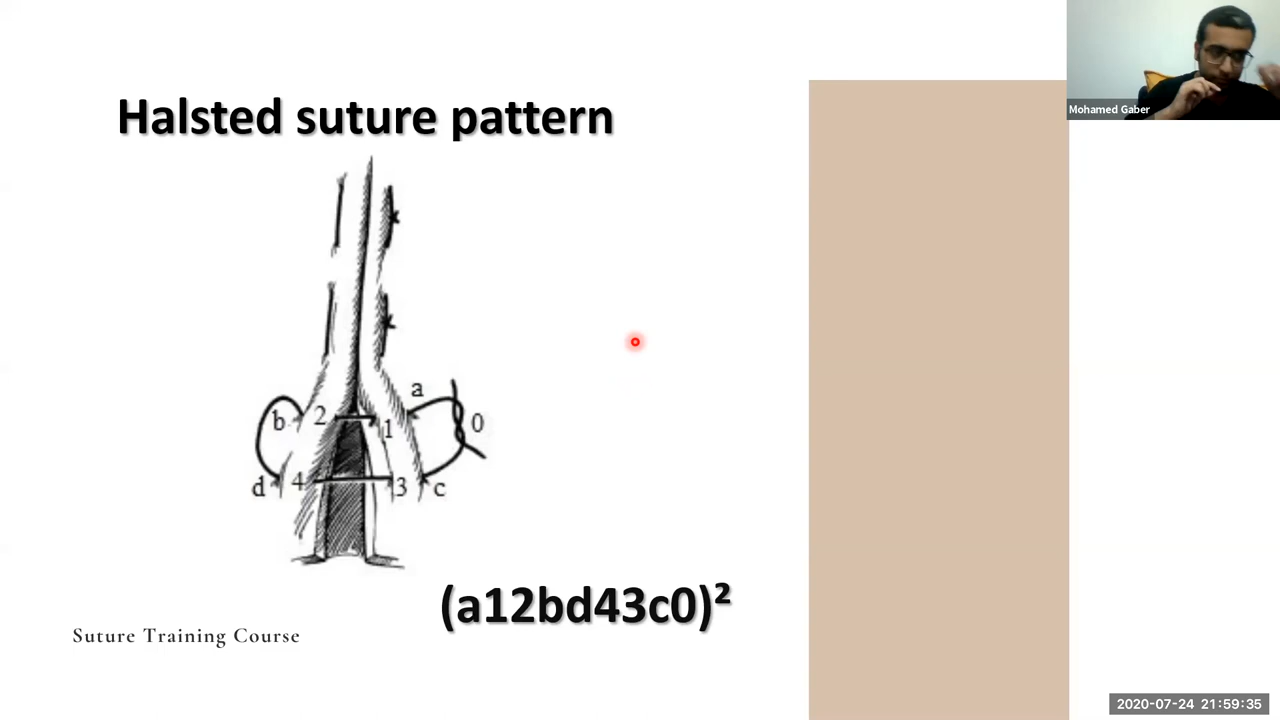 Mohamed Gaber
Halsted suture pattern
a
b 2 1 0
d 4 3 c
(a12bd43c0)²
Suture Training Course
2020-07-24 21:59:35